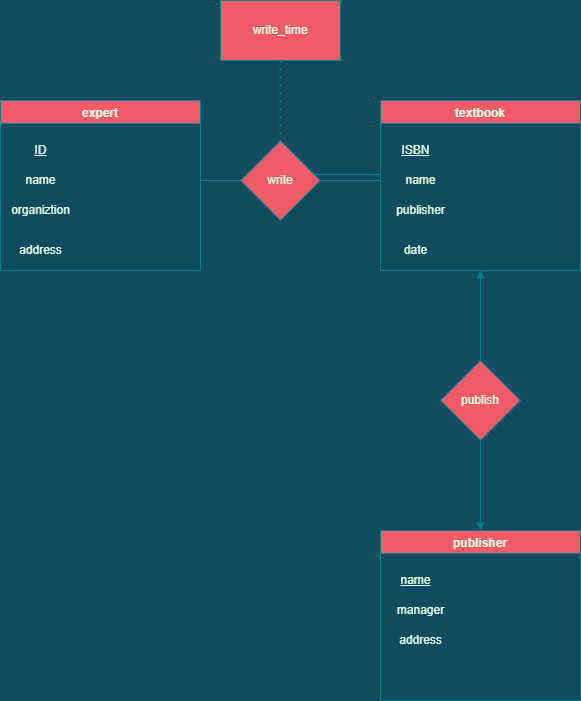 write_time
expert
ID
name
organiztion
address
write
textbook
ISBN
name
publisher
date
publish
publisher
name
manager
address